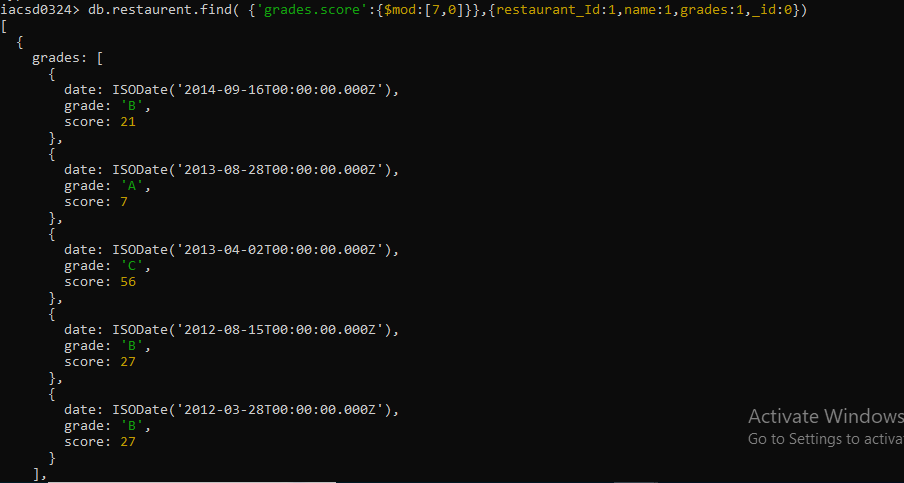 iacsd0324> db.restaurent.find( {'grades.score':{$mod:[7,0]}},{restaurant_Id:1,name:1,grades:1,_id:0})
[
  {
    grades: [
      {
        date: ISODate('2014-09-16T00:00:00.000Z'),
        grade: 'B',
        score: 21
      },
      {
        date: ISODate('2013-08-28T00:00:00.000Z'),
        grade: 'A',
        score: 7
      },
      {
        date: ISODate('2013-04-02T00:00:00.000Z'),
        grade: 'C',
        score: 56
      },
      {
        date: ISODate('2012-08-15T00:00:00.000Z'),
        grade: 'B',
        score: 27
      },
      {
        date: ISODate('2012-03-28T00:00:00.000Z'),
        grade: 'B',
        score: 27
      }
    ],
Activate Windows
Go to Settings to activa